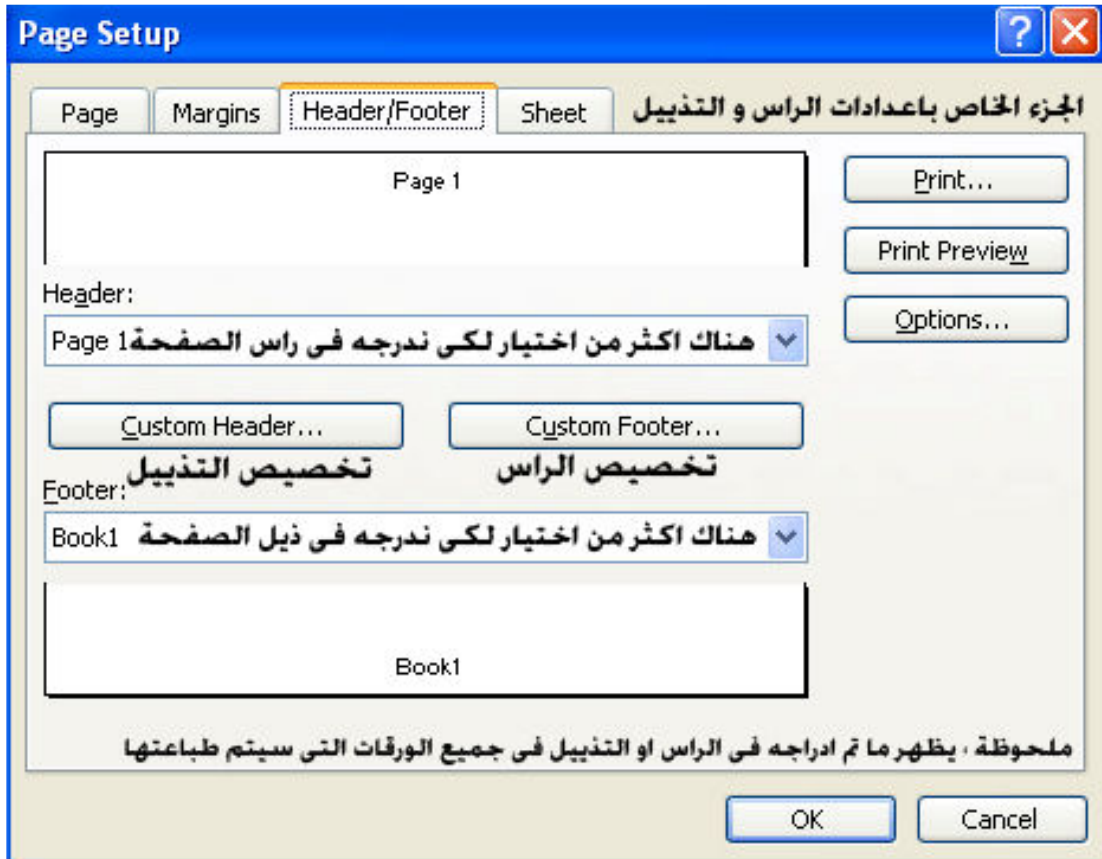 Page Setup
Page Margins Header/Footer Sheet الجزء الخاص باعدادات الراس و التذييل
Page 1
Print...
Print Preview
Header:
Options...
Page 1 هناك اكثر من اختيار لكى ندرجه فى راس الصفحة
Custom Header... Custom Footer...
تخصيص التذييل تخصيص الراس
Footer:
Book1 هناك اكثر من اختيار لكى ندرجه فى ذيل الصفحة
Book1
ملحوظة ، يظهر ما تم ادراجه فى الراس او التذييل فى جميع الورقات التى سيتم طباعتها
OK Cancel